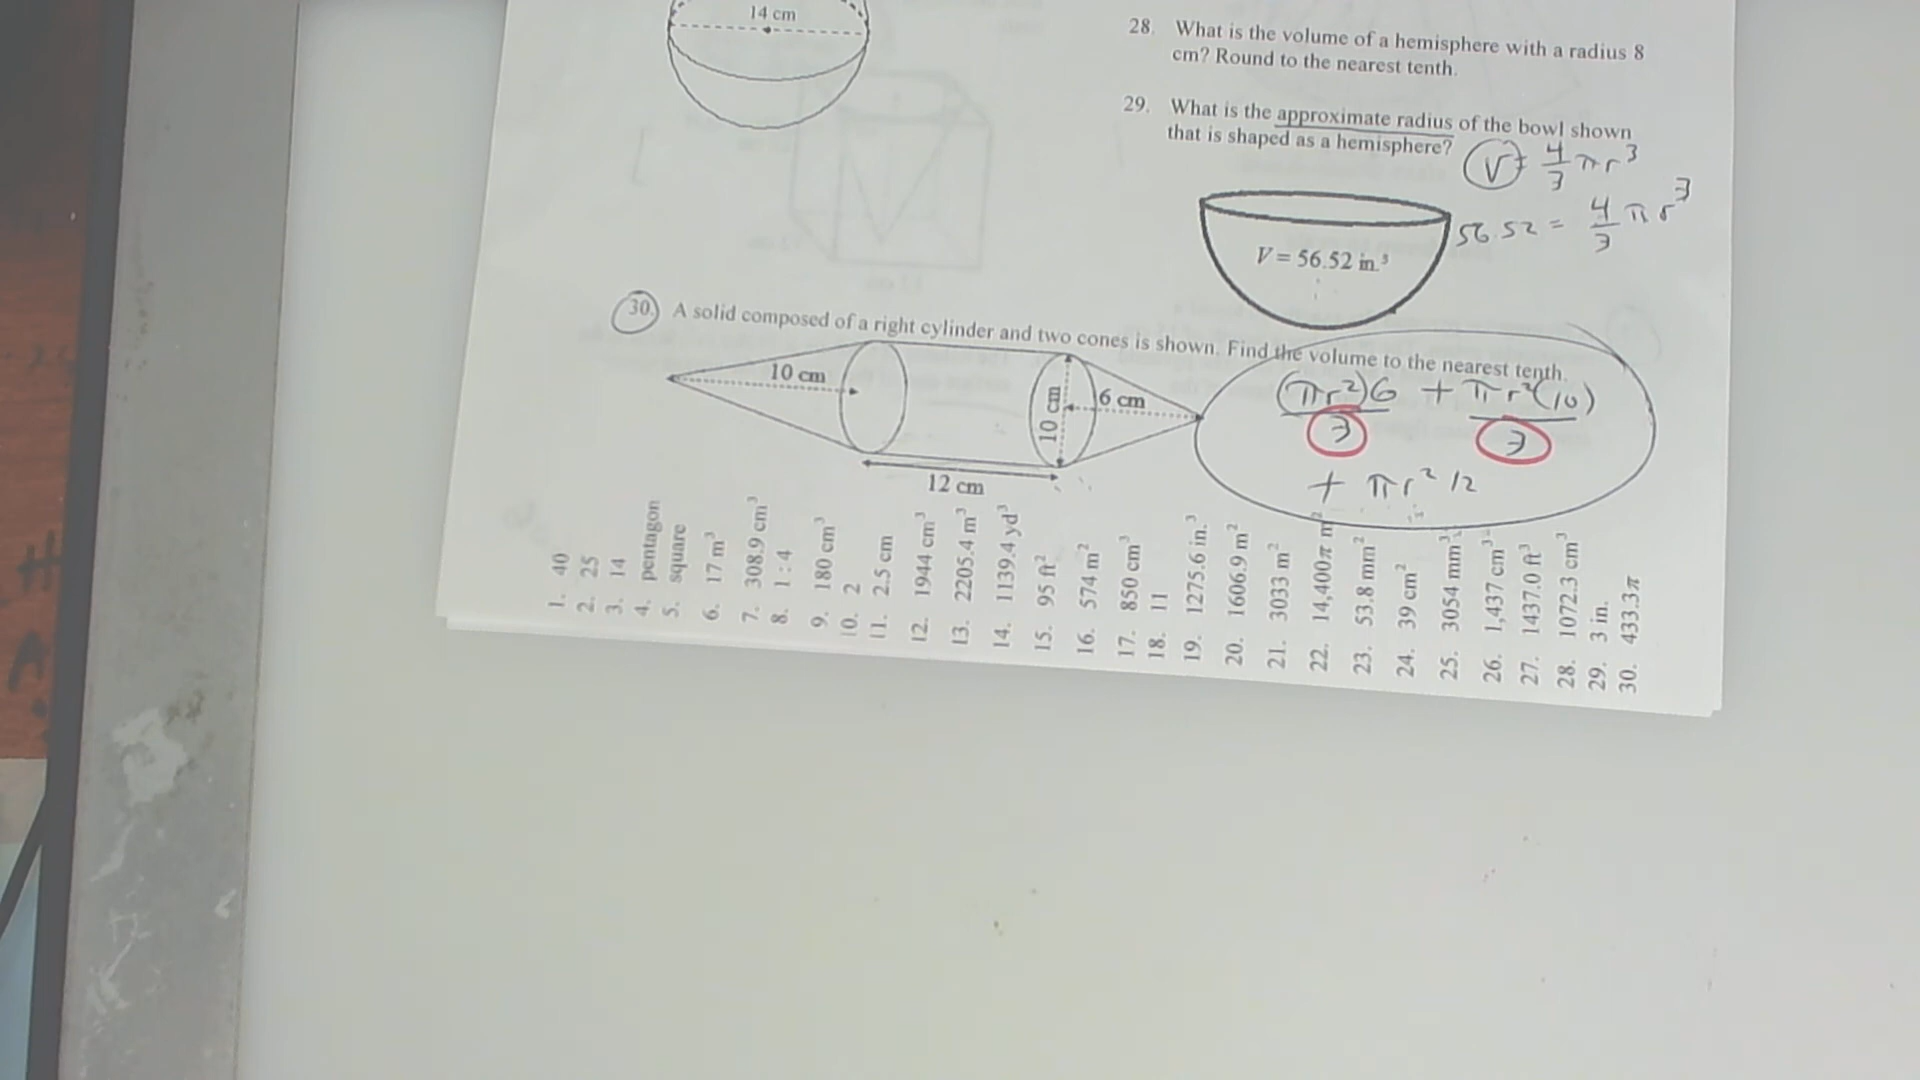 14 cm
28. What is the volume of a hemisphere with a radius 8
cm? Round to the nearest tenth.
29. What is the approximate radius of the bowl shown
that is shaped as a hemisphere?
V = 4/3 πr³
56.52 = 4/3 πr³
V = 56.52 in.³
30. A solid composed of a right cylinder and two cones is shown. Find the volume to the nearest tenth.
10 cm
10 cm
6 cm
12 cm
(πr²)6/3 + πr²(10)/3
+ πr² 12
1. 40
2. 25
3. 14
4. pentagon
5. square
6. 17 m³
7. 308.9 cm³
8. 1 : 4
9. 180 cm³
10. 2
11. 2.5 cm
12. 1944 cm³
13. 2205.4 m³
14. 1139.4 yd³
15. 95 ft²
16. 574 m²
17. 850 cm³
18. 11
19. 1275.6 in.³
20. 1606.9 m²
21. 3033 m²
22. 14,400π m²
23. 53.8 mm²
24. 39 cm²
25. 3054 mm³
26. 1,437 cm³
27. 1437.0 ft³
28. 1072.3 cm³
29. 3 in.
30. 433.3π